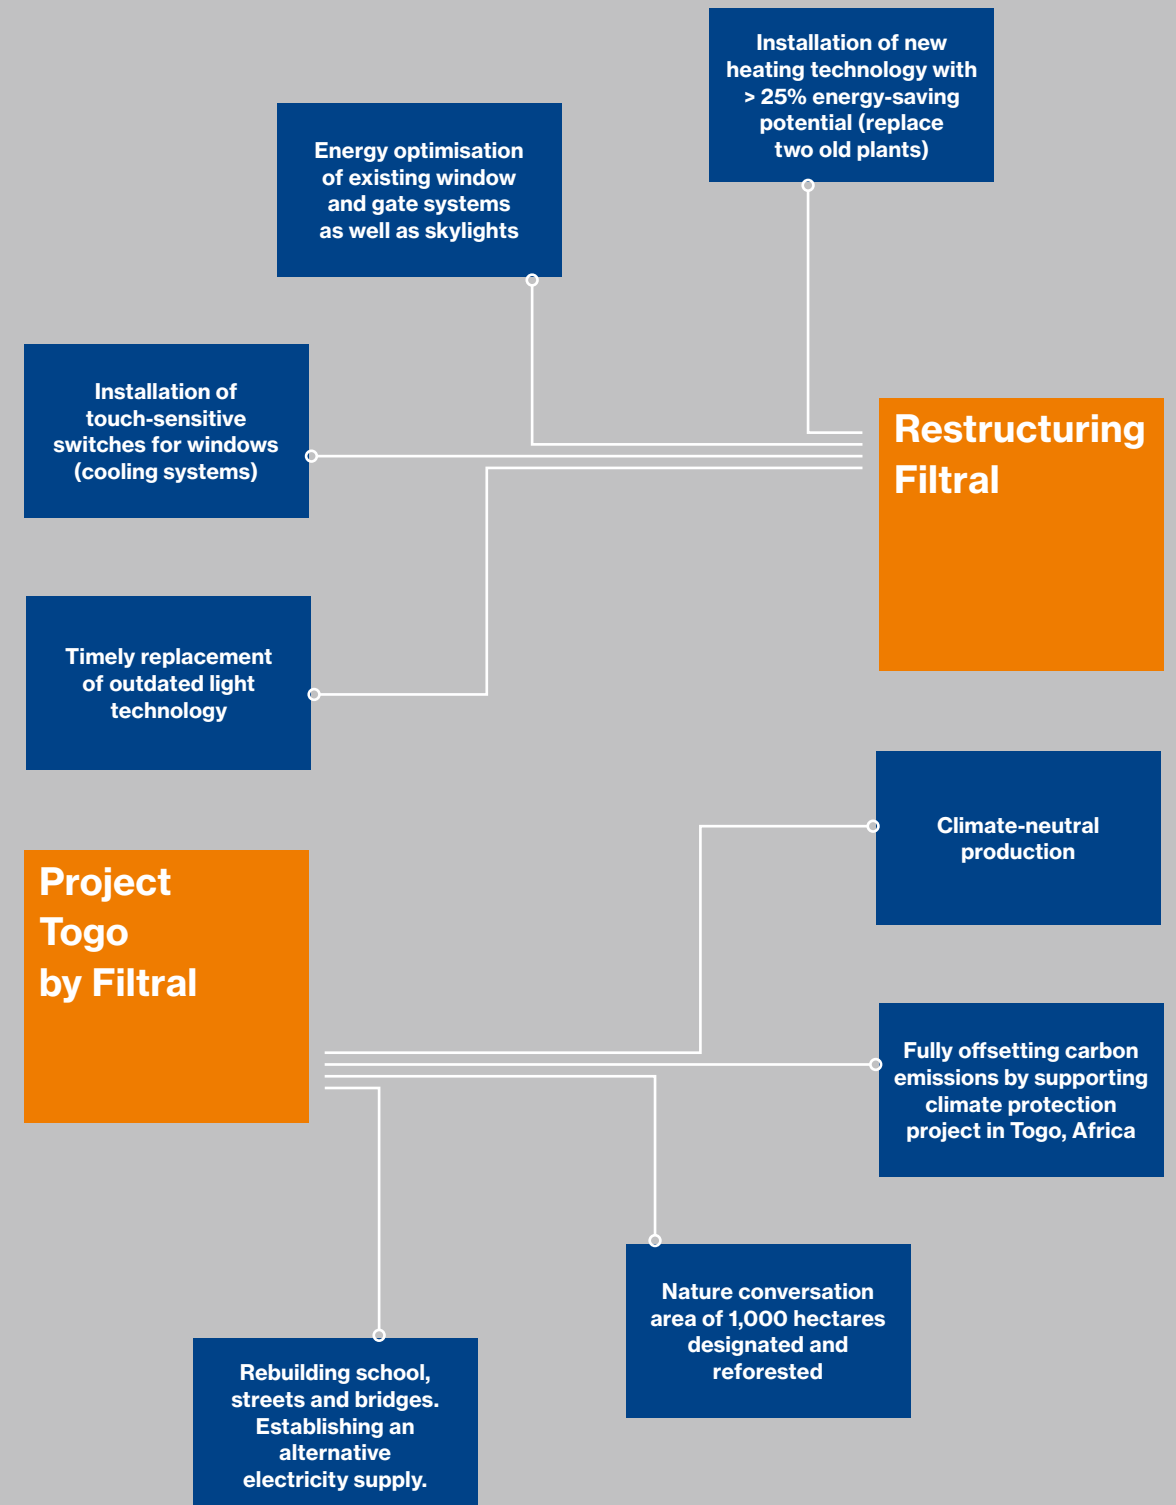 Installation of new
heating technology with
> 25% energy-saving
potential (replace
two old plants)
Energy optimisation
of existing window
and gate systems
as well as skylights
Installation of
touch-sensitive
switches for windows
(cooling systems)
Restructuring
Filtral
Timely replacement
of outdated light
technology
Climate-neutral
production
Project
Togo
by Filtral
Fully offsetting carbon
emissions by supporting
climate protection
project in Togo, Africa
Nature conversation
area of 1,000 hectares
designated and
reforested
Rebuilding school,
streets and bridges.
Establishing an
alternative
electricity supply.